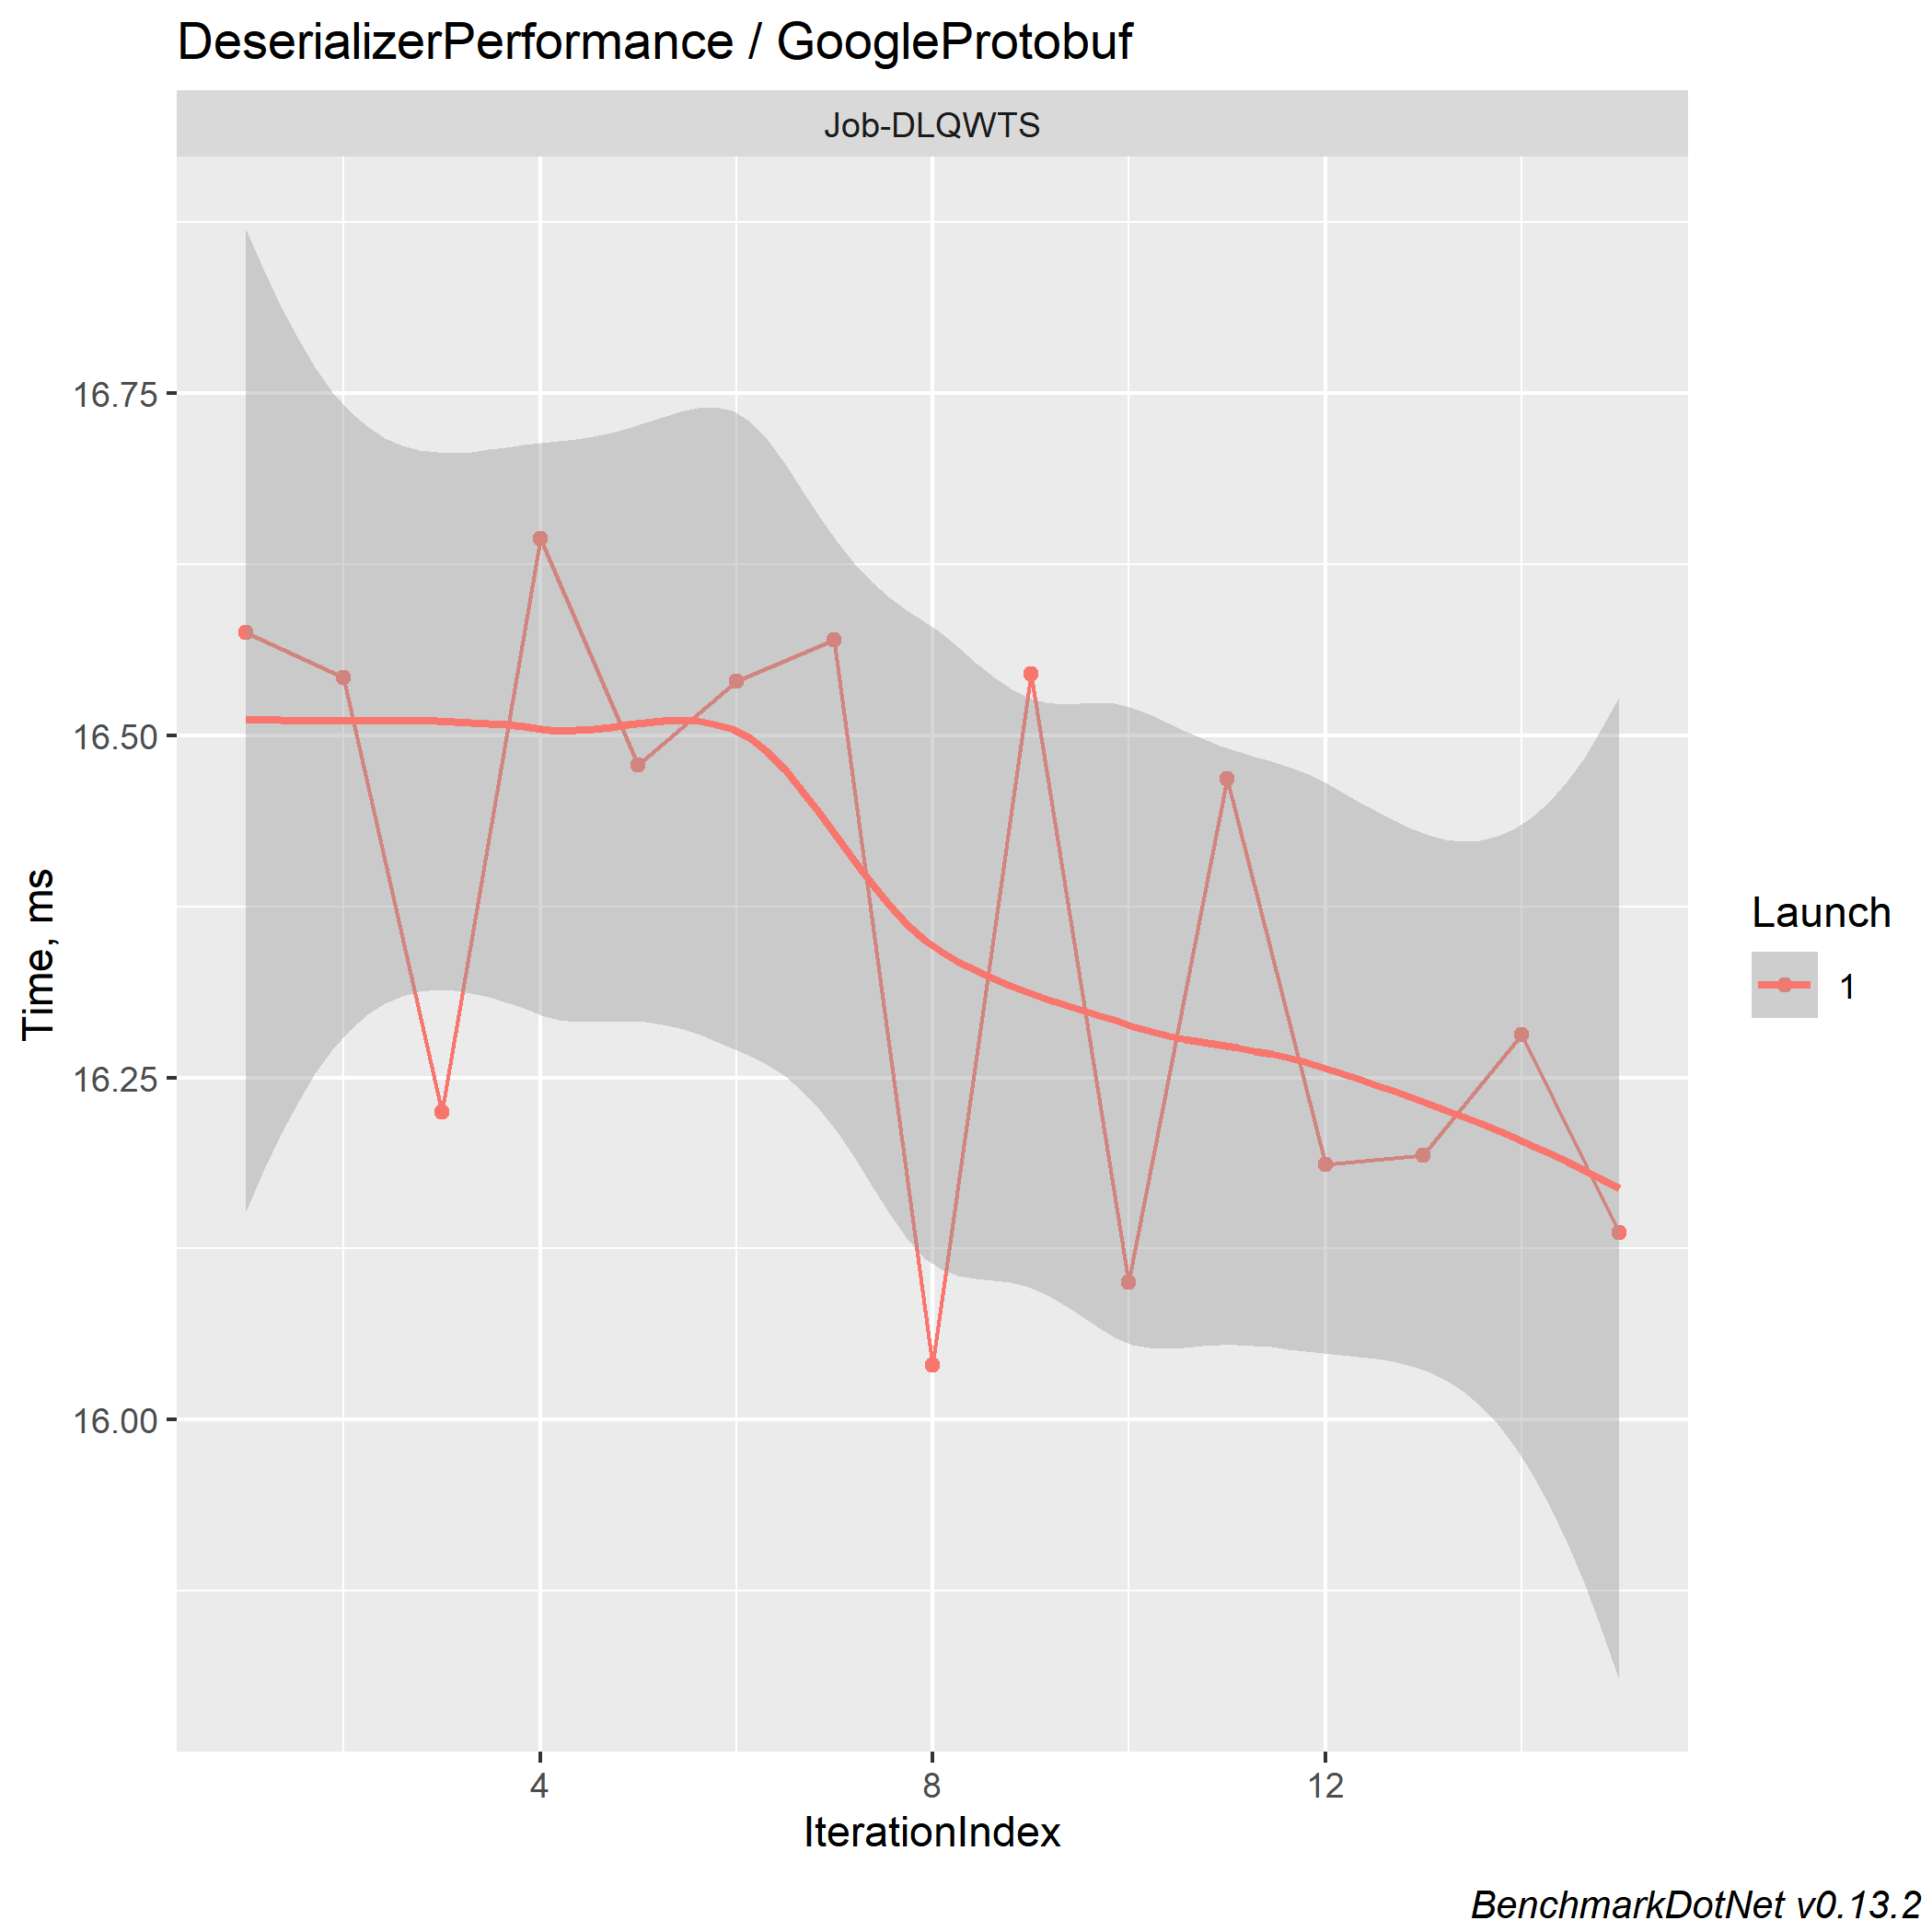 DeserializerPerformance / GoogleProtobuf
Job-DLQWTS
16.75
16.50
16.25
16.00
Time, ms
4 8 12
IterationIndex
Launch
1
BenchmarkDotNet v0.13.2